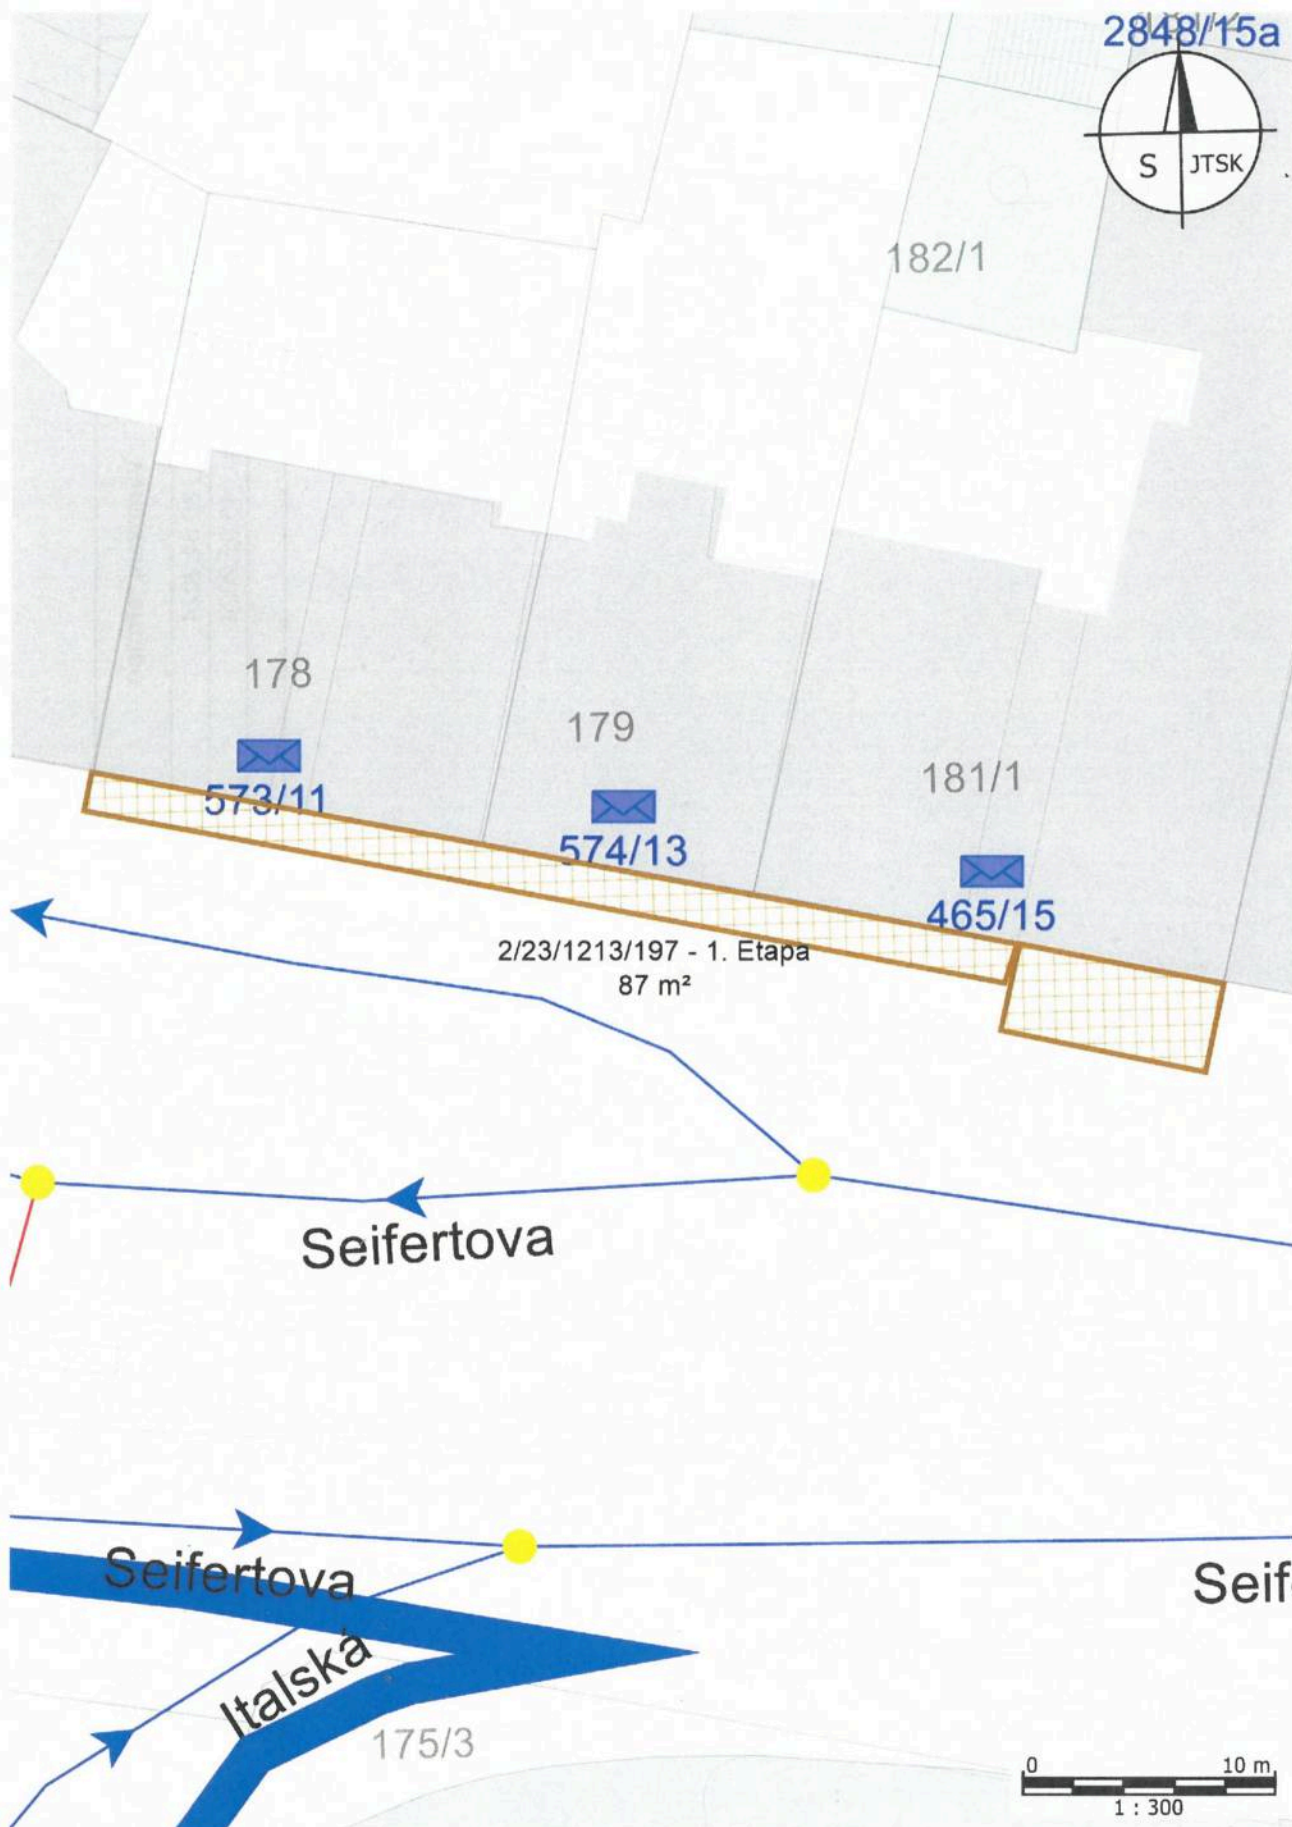 2848/15a
S JTSK
182/1
178
179
181/1
573/11
574/13
465/15
2/23/1213/197 - 1. Etapa
87 m²
Seifertova
Seifertova
Seif
Italská
175/3
0 10 m
1 : 300